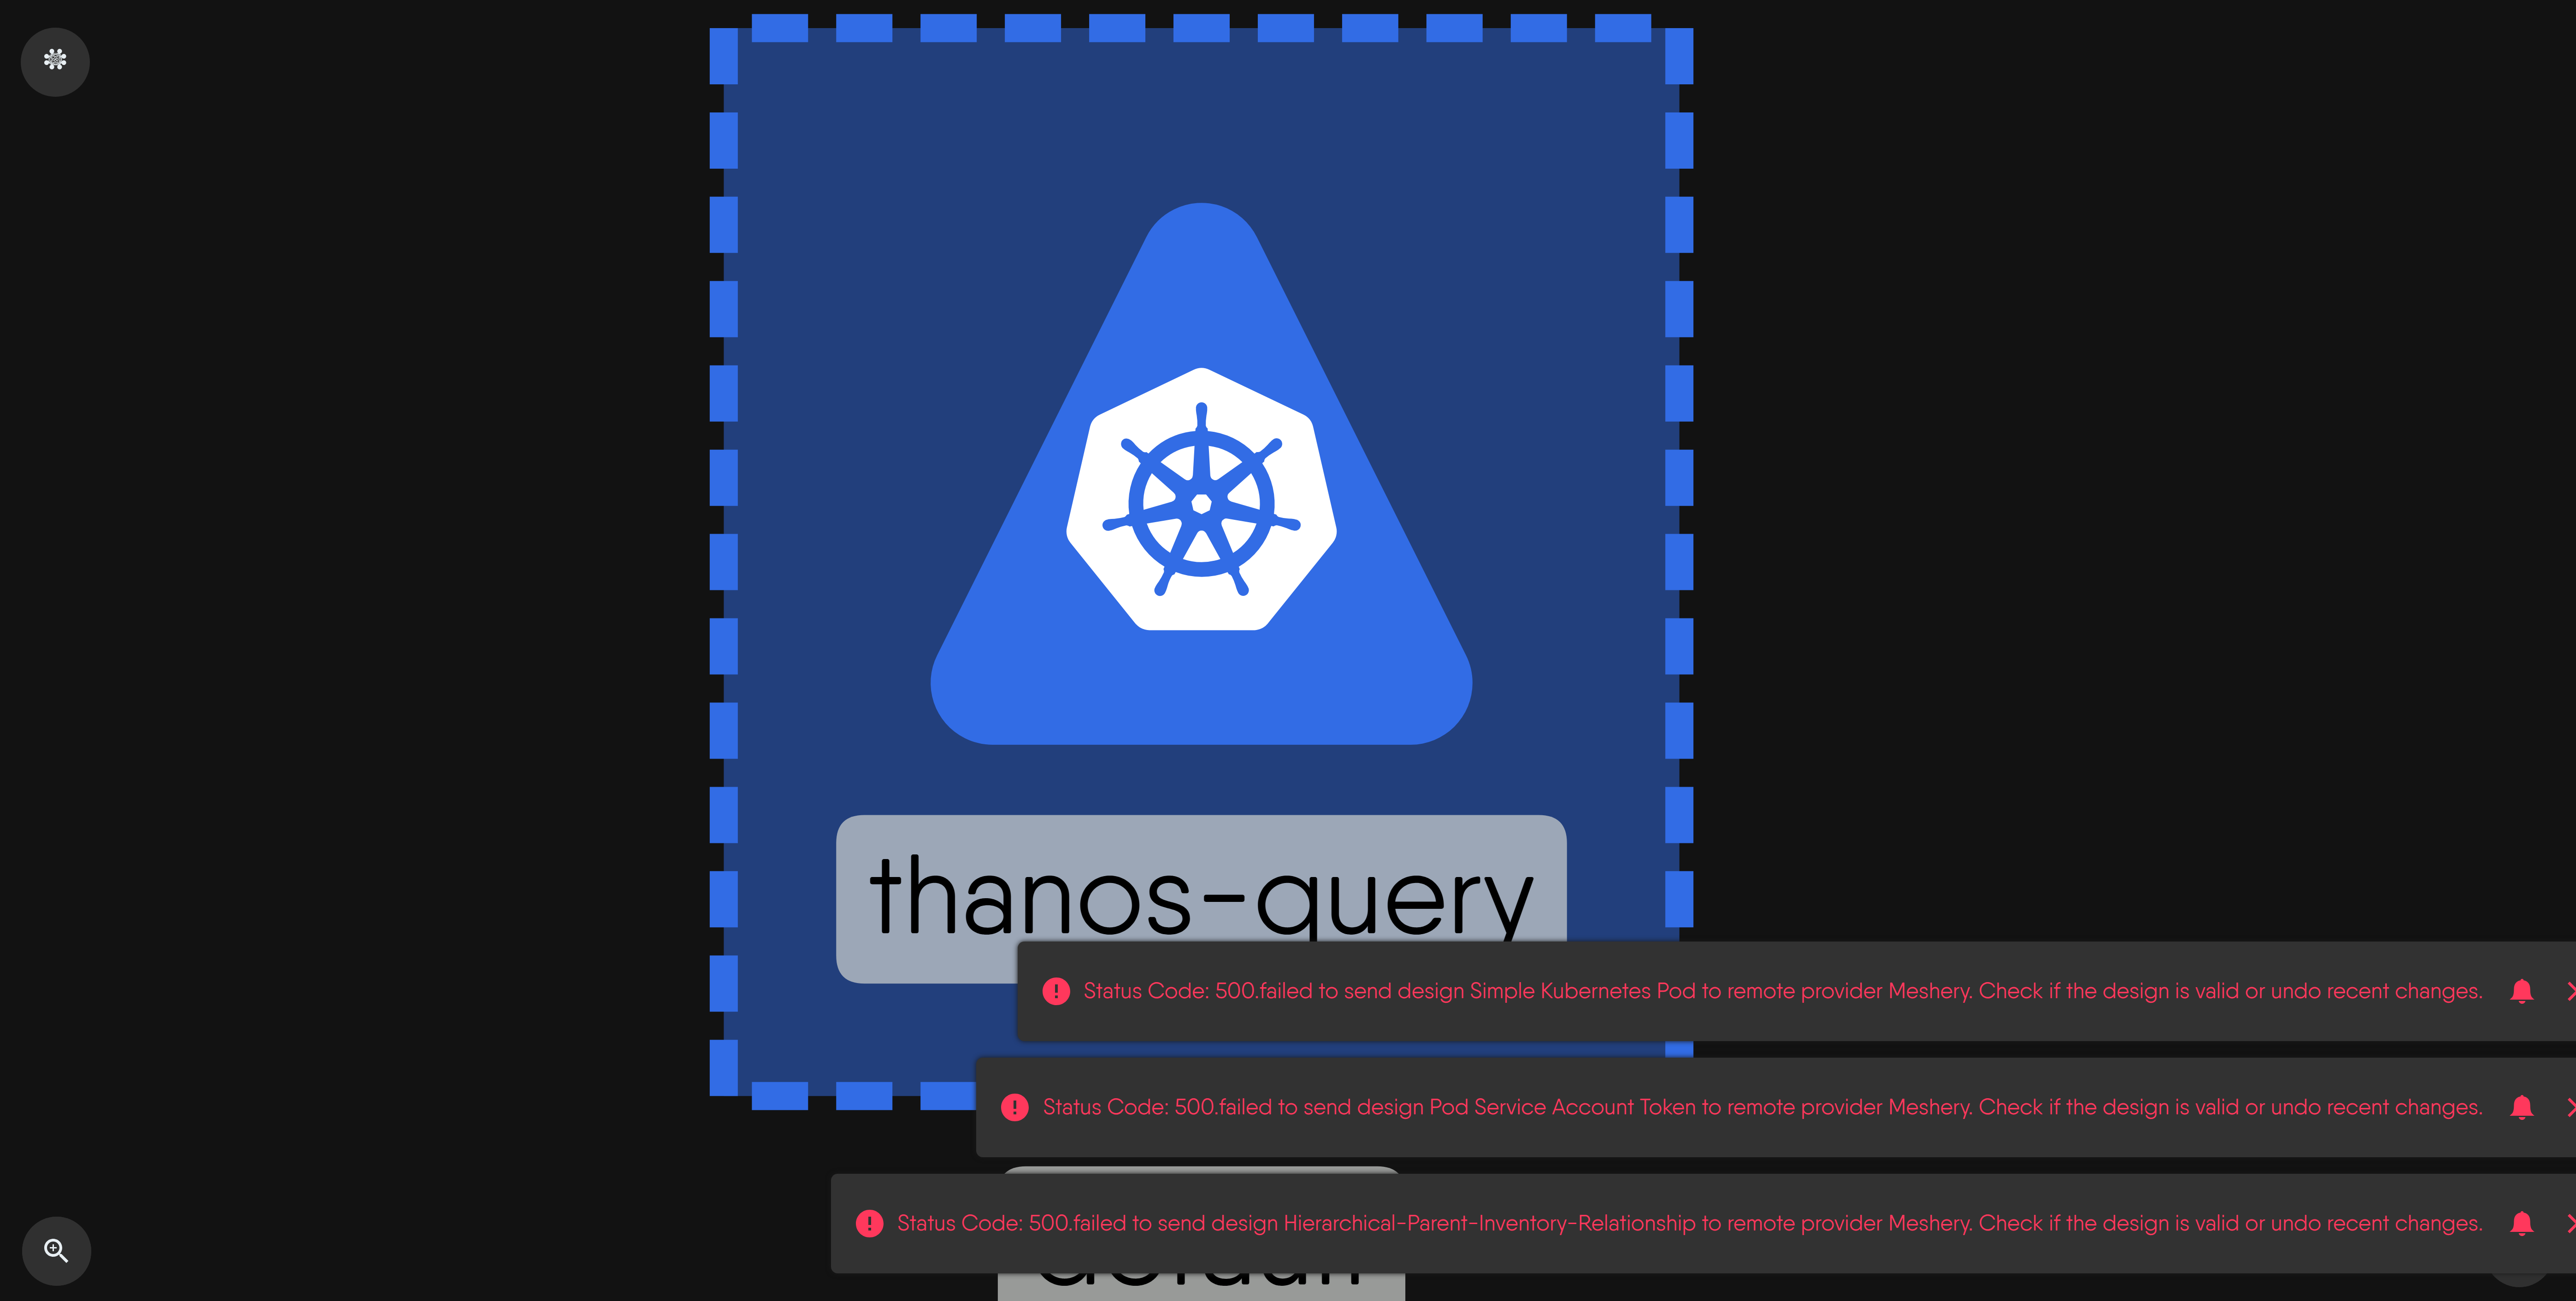 thanos-query
Status Code: 500.failed to send design Simple Kubernetes Pod to remote provider Meshery. Check if the design is valid or undo recent changes.
Status Code: 500.failed to send design Pod Service Account Token to remote provider Meshery. Check if the design is valid or undo recent changes.
Status Code: 500.failed to send design Hierarchical-Parent-Inventory-Relationship to remote provider Meshery. Check if the design is valid or undo recent changes.